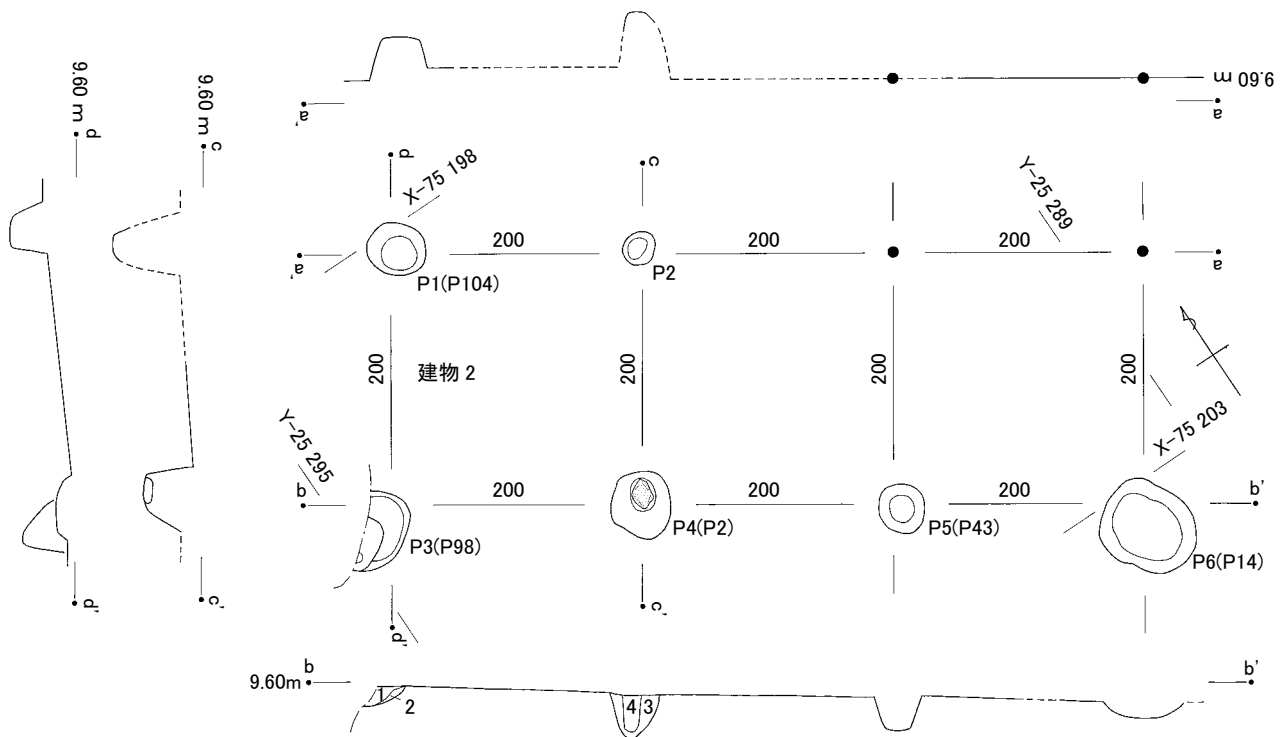 9.60 m
a'
a
9.60 m
d
9.60 m
c
d
c
X-75 198
Y-25 289
a'
200
200
200
a
P1(P104)
P2
200
建物 2
200
200
200
X-75 203
Y-25 295
b
200
200
200
b'
P3(P98)
P4(P2)
P5(P43)
P6(P14)
d'
c'
c'
d'
9.60m
b
b'
1
2
4
3